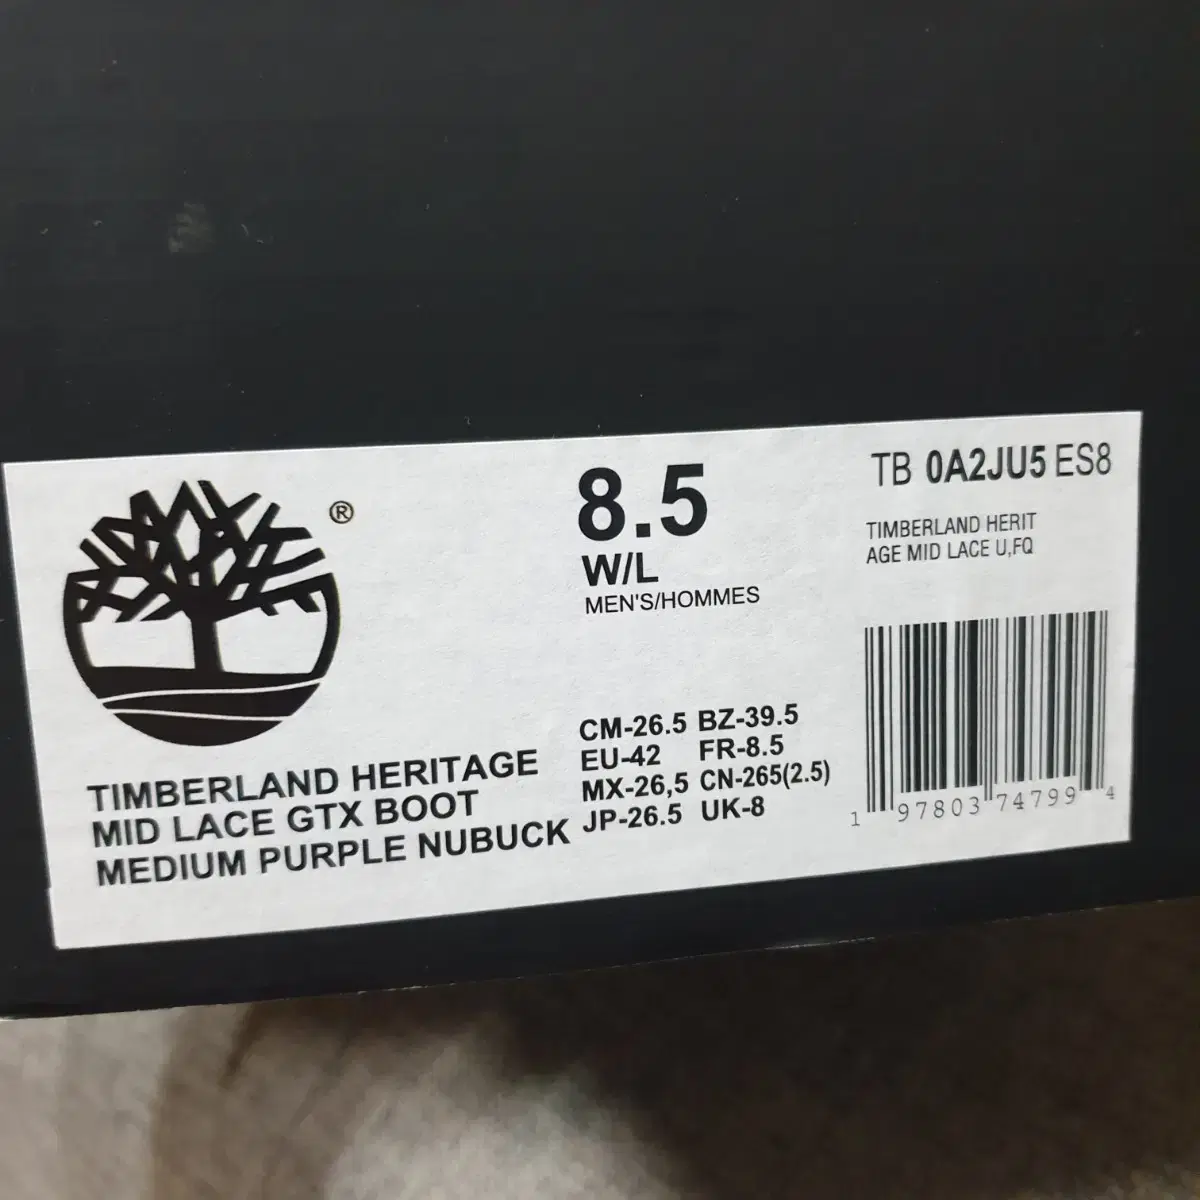 ®
8.5
W/L
MEN'S/HOMMES
TB 0A2JU5 ES8
TIMBERLAND HERIT
AGE MID LACE U,FQ
TIMBERLAND HERITAGE
MID LACE GTX BOOT
MEDIUM PURPLE NUBUCK
CM-26.5 BZ-39.5
EU-42 FR-8.5
MX-26,5 CN-265(2.5)
JP-26.5 UK-8
1 97803 74799 4